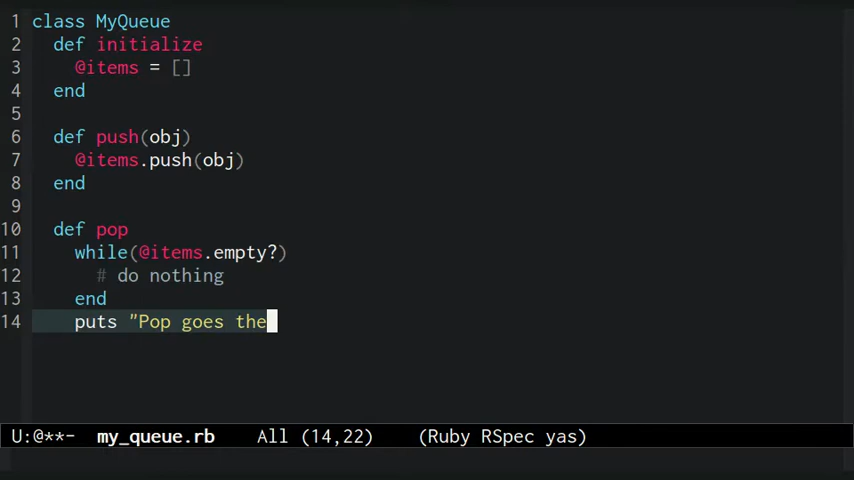 1 class MyQueue
2   def initialize
3     @items = []
4   end
5
6   def push(obj)
7     @items.push(obj)
8   end
9
10   def pop
11     while(@items.empty?)
12       # do nothing
13     end
14     puts "Pop goes the
U:@**-  my_queue.rb    All (14,22)    (Ruby RSpec yas)